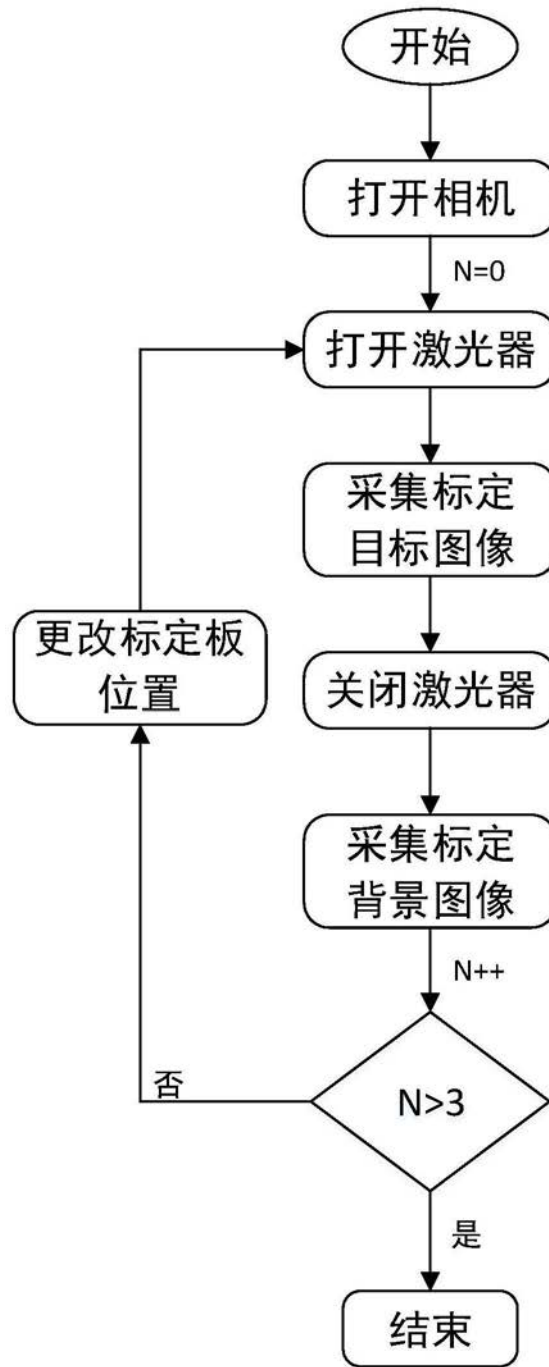 开始
打开相机
N=0
打开激光器
采集标定
目标图像
更改标定板
位置
关闭激光器
采集标定
背景图像
N++
否
N>3
是
结束